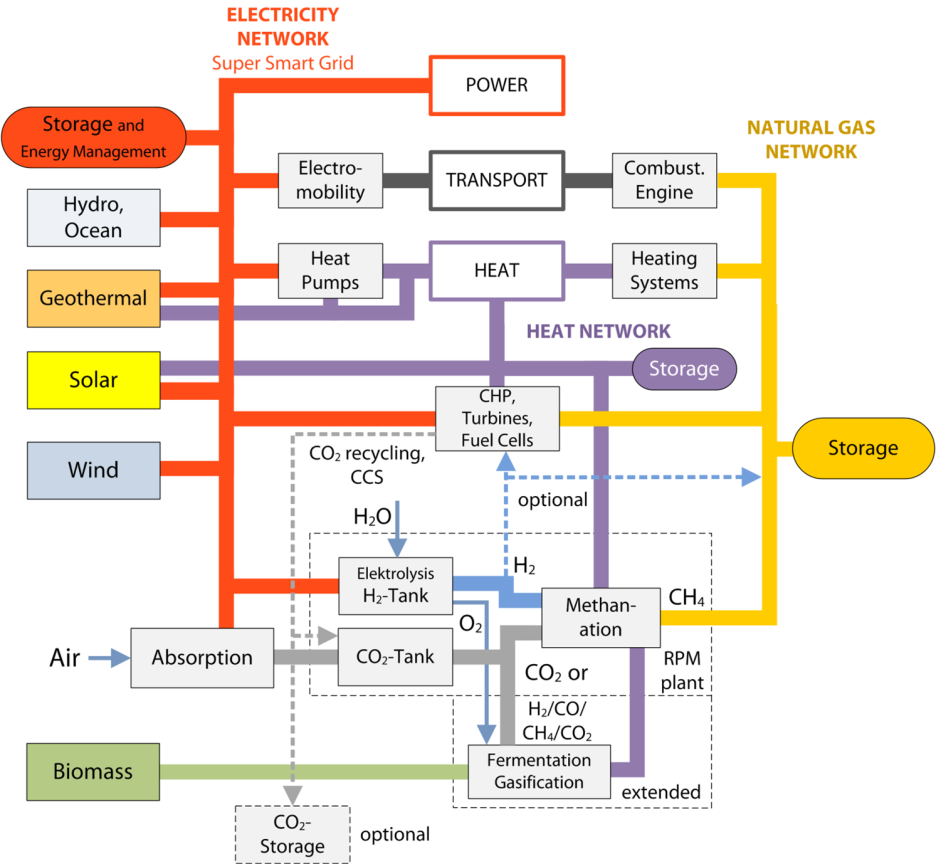 ELECTRICITY
NETWORK
Super Smart Grid
POWER
Storage and
Energy Management
NATURAL GAS
NETWORK
Electro-
mobility
TRANSPORT
Combust.
Engine
Hydro,
Ocean
Heat
Pumps
HEAT
Heating
Systems
Geothermal
HEAT NETWORK
Solar
Storage
CHP,
Turbines,
Fuel Cells
Storage
Wind
CO₂ recycling,
CCS
optional
H₂O
Elektrolysis
H₂-Tank
H₂
Methan-
ation
CH₄
O₂
Air
Absorption
CO₂-Tank
CO₂ or
RPM
plant
H₂/CO/
CH₄/CO₂
Biomass
Fermentation
Gasification
extended
CO₂-
Storage
optional